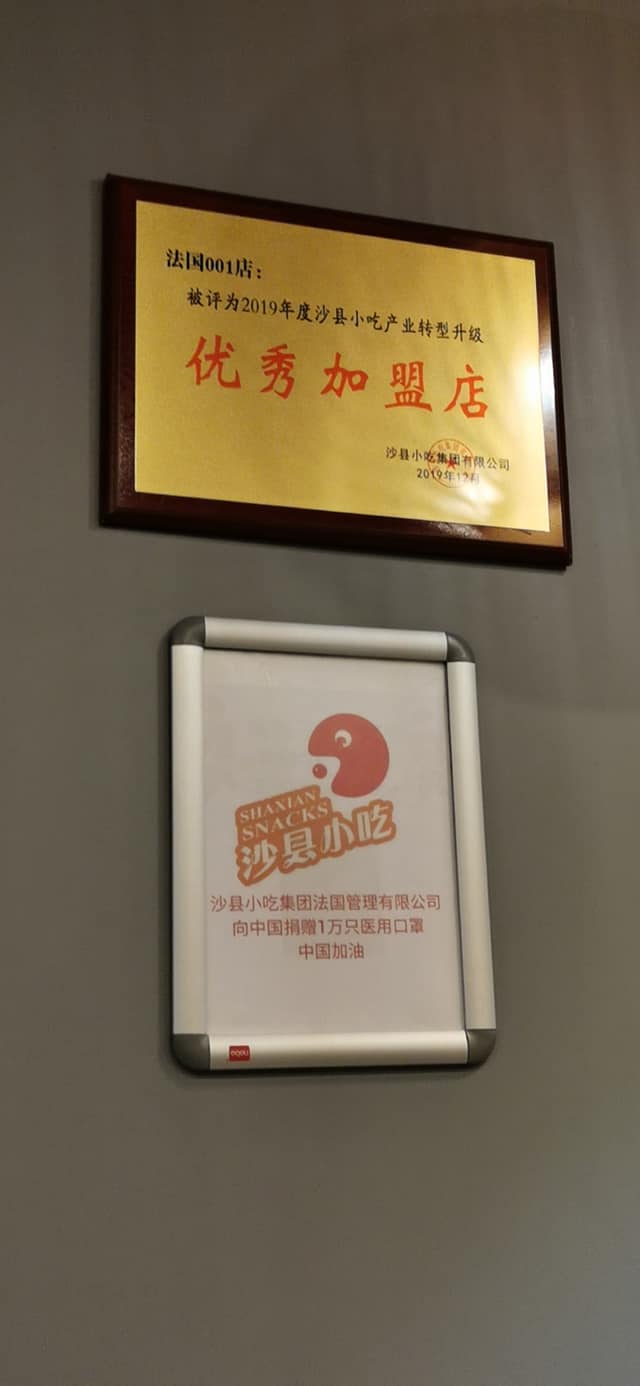 法国001店：
被评为2019年度沙县小吃产业转型升级
优秀加盟店
沙县小吃集团有限公司
2019年12月
SHAXIAN
SNACKS
沙县小吃
沙县小吃集团法国管理有限公司
向中国捐赠1万只医用口罩
中国加油